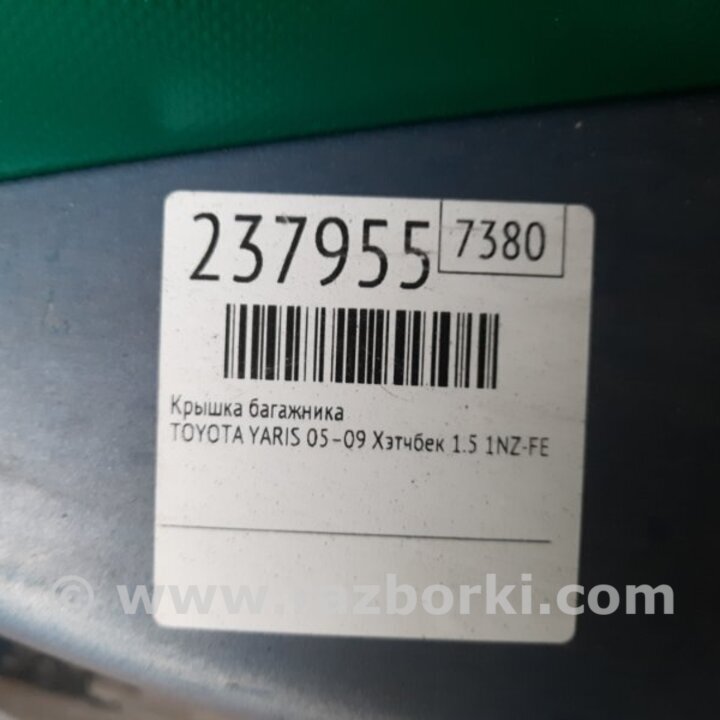 237955 7380
Крышка багажника
TOYOTA YARIS 05-09 Хэтчбек 1.5 1NZ-FE
© www.razborki.com